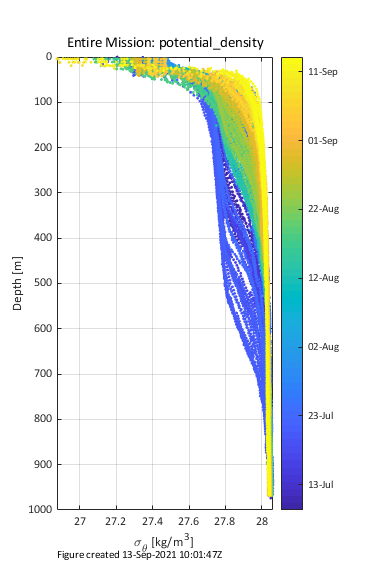 Entire Mission: potential_density
0
100
200
300
400
500
600
700
800
900
1000
Depth [m]
27 27.2 27.4 27.6 27.8 28
σθ [kg/m³]
11-Sep
01-Sep
22-Aug
12-Aug
02-Aug
23-Jul
13-Jul
Figure created 13-Sep-2021 10:01:47Z